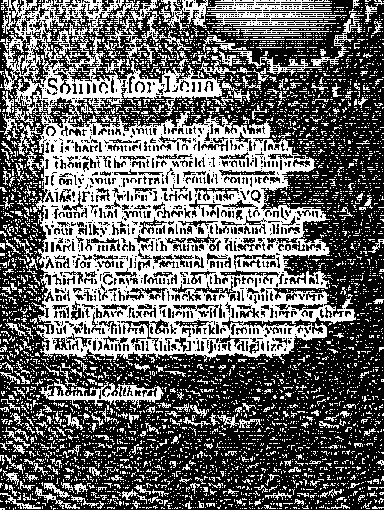 Sonnet for Lena
O dear Lena, your beauty is so vast
It is hard sometimes to describe it fast.
I thought the entire world I would impress
If only your portrait I could compress.
Alas! First when I tried to use VQ
I found that your cheeks belong to only you.
Your silky hair contains a thousand lines
Hard to match with sums of discrete cosines.
And for your lips, sensual and tactual
Thirteen Crays found not the proper fractal.
And while these setbacks are all quite severe
I might have fixed them with hacks here or there
But when filters took sparkle from your eyes
I said, "Damn all this. I'll just digitize."
Thomas Colthurst